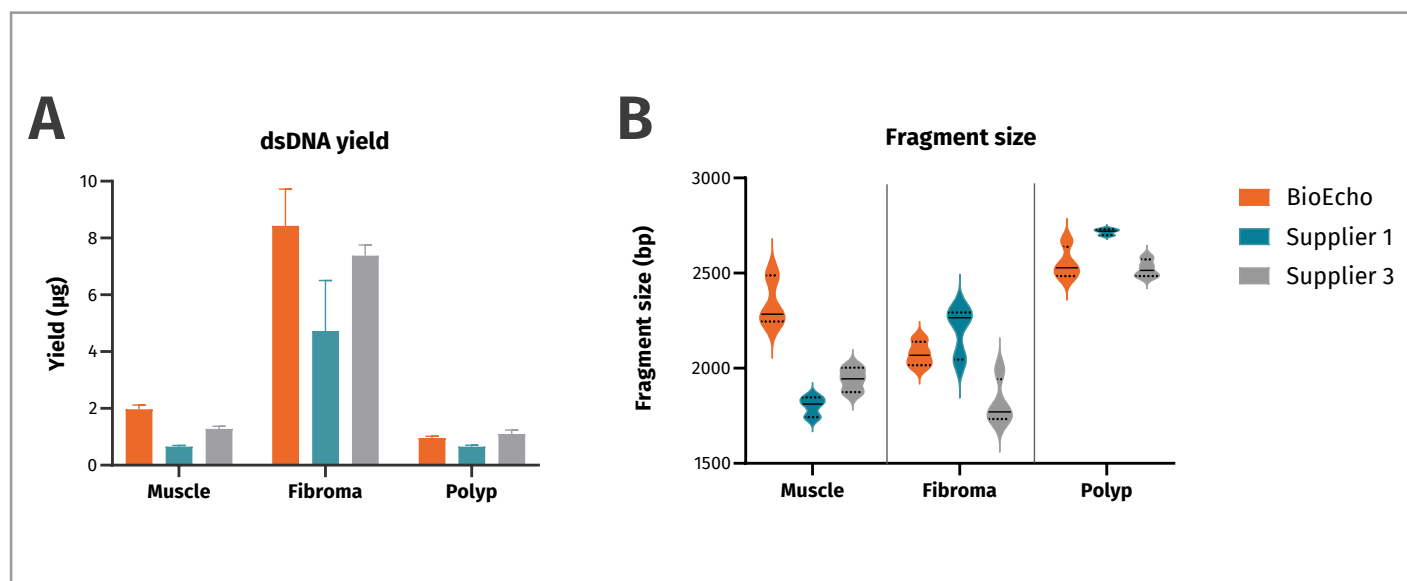 A
dsDNA yield
Yield (µg)
10
8
6
4
2
0
Muscle
Fibroma
Polyp
B
Fragment size
Fragment size (bp)
3000
2500
2000
1500
Muscle
Fibroma
Polyp
BioEcho
Supplier 1
Supplier 3